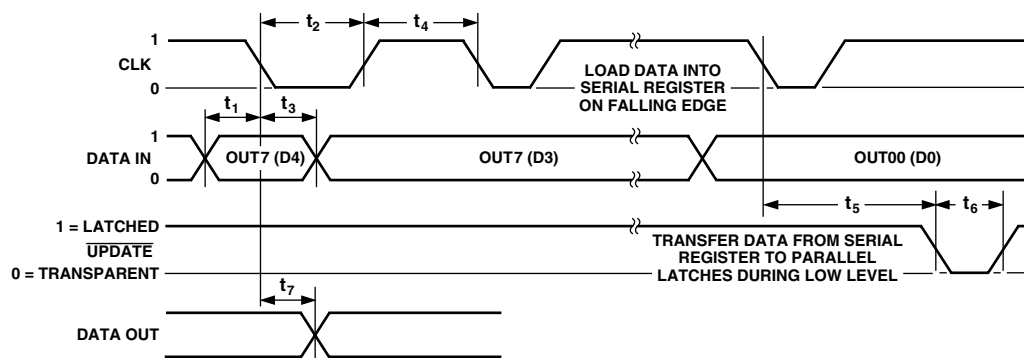 t2
t4
1
CLK
0
LOAD DATA INTO
SERIAL REGISTER
ON FALLING EDGE
t1
t3
1
DATA IN
0
OUT7 (D4)
OUT7 (D3)
OUT00 (D0)
t5
t6
1 = LATCHED
UPDATE
0 = TRANSPARENT
TRANSFER DATA FROM SERIAL
REGISTER TO PARALLEL
LATCHES DURING LOW LEVEL
t7
DATA OUT